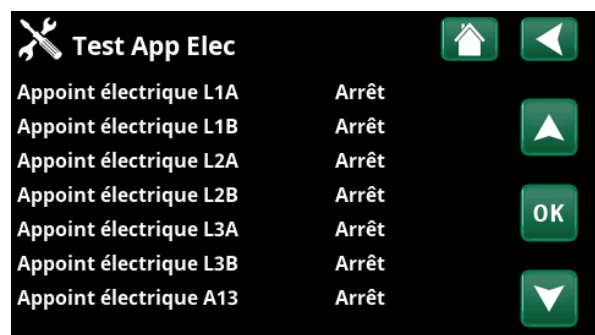 Test App Elec
Appoint électrique L1A Arrêt
Appoint électrique L1B Arrêt
Appoint électrique L2A Arrêt
Appoint électrique L2B Arrêt
Appoint électrique L3A Arrêt
Appoint électrique L3B Arrêt
Appoint électrique A13 Arrêt
OK